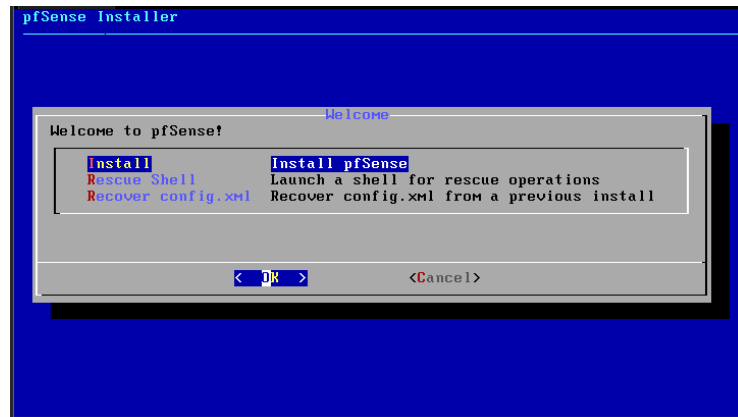 pfSense Installer
Welcome
Welcome to pfSense!
Install Install pfSense
Rescue Shell Launch a shell for rescue operations
Recover config.xml Recover config.xml from a previous install
< OK > <Cancel>